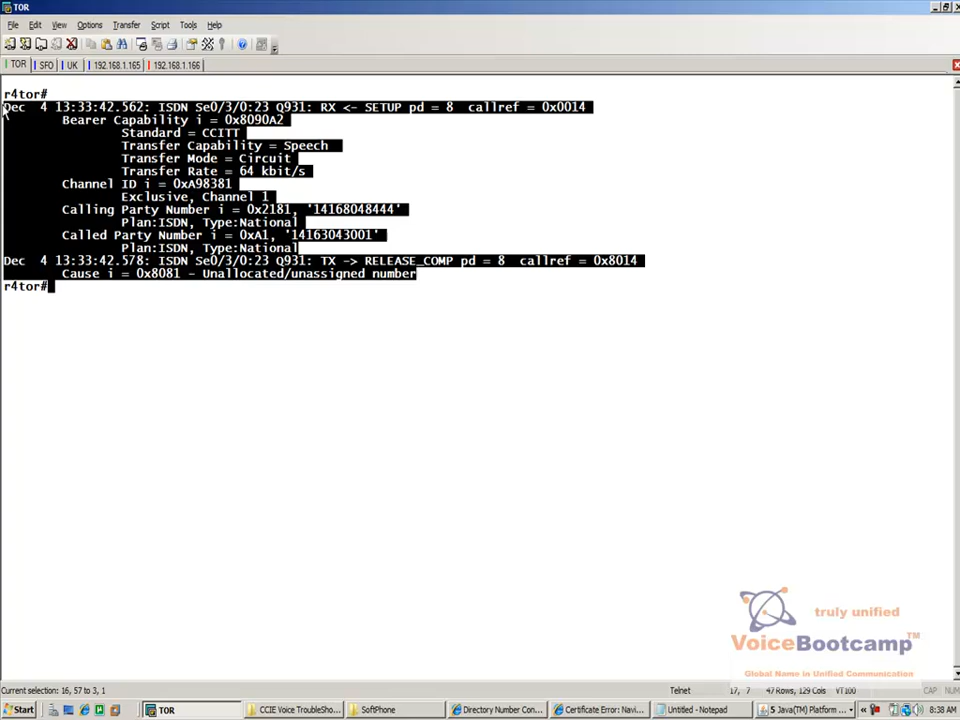 TOR
File Edit View Options Transfer Script Tools Help
TOR SFO UK 192.168.1.165 192.168.1.166
r4tor#
Dec 4 13:33:42.562: ISDN Se0/3/0:23 Q931: RX <- SETUP pd = 8 callref = 0x0014
Bearer Capability i = 0x8090A2
Standard = CCITT
Transfer Capability = Speech
Transfer Mode = Circuit
Transfer Rate = 64 kbit/s
Channel ID i = 0xA98381
Exclusive, Channel 1
Calling Party Number i = 0x2181, '14168048444'
Plan:ISDN, Type:National
Called Party Number i = 0xA1, '14163043001'
Plan:ISDN, Type:National
Dec 4 13:33:42.578: ISDN Se0/3/0:23 Q931: TX -> RELEASE_COMP pd = 8 callref = 0x8014
Cause i = 0x8081 - Unallocated/unassigned number
r4tor#
truly unified
VoiceBootcamp™
Global Name in Unified Communication
Current selection: 16, 57 to 3, 1 Telnet 17, 7 47 Rows, 129 Cols VT100 CAP NUM
Start TOR CCIE Voice TroubleSho... SoftPhone Directory Number Con... Certificate Error: Navi... Untitled - Notepad 5 Java(TM) Platform ... 8:38 AM